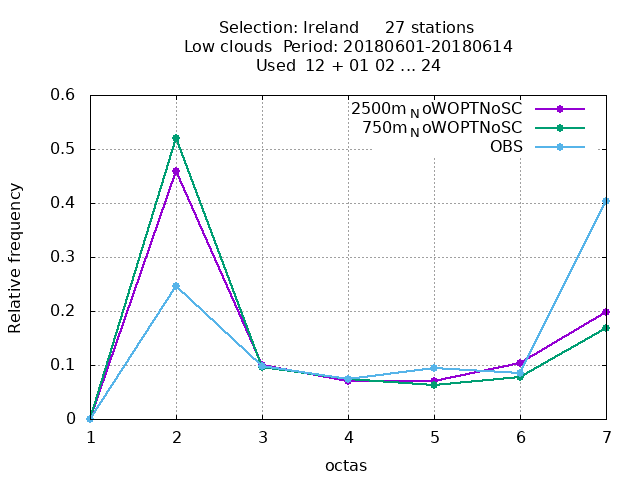 Selection: Ireland     27 stations
Low clouds  Period: 20180601-20180614
Used  12 + 01 02 ... 24
2500m_NoWOPTNoSC
750m_NoWOPTNoSC
OBS
0.6
0.5
0.4
0.3
0.2
0.1
0
Relative frequency
1 2 3 4 5 6 7
octas